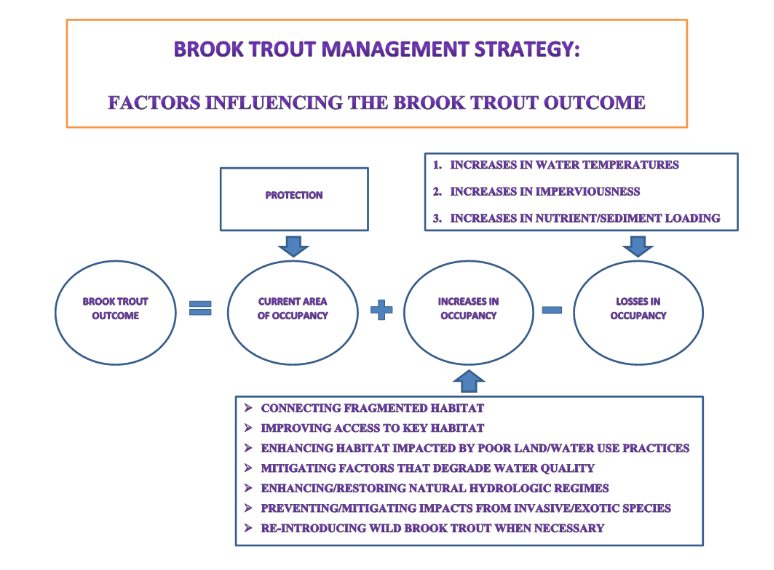 BROOK TROUT MANAGEMENT STRATEGY:
FACTORS INFLUENCING THE BROOK TROUT OUTCOME
PROTECTION
1. INCREASES IN WATER TEMPERATURES
2. INCREASES IN IMPERVIOUSNESS
3. INCREASES IN NUTRIENT/SEDIMENT LOADING
BROOK TROUT
OUTCOME
=
CURRENT AREA
OF OCCUPANCY
+
INCREASES IN
OCCUPANCY
−
LOSSES IN
OCCUPANCY
➢ CONNECTING FRAGMENTED HABITAT
➢ IMPROVING ACCESS TO KEY HABITAT
➢ ENHANCING HABITAT IMPACTED BY POOR LAND/WATER USE PRACTICES
➢ MITIGATING FACTORS THAT DEGRADE WATER QUALITY
➢ ENHANCING/RESTORING NATURAL HYDROLOGIC REGIMES
➢ PREVENTING/MITIGATING IMPACTS FROM INVASIVE/EXOTIC SPECIES
➢ RE-INTRODUCING WILD BROOK TROUT WHEN NECESSARY